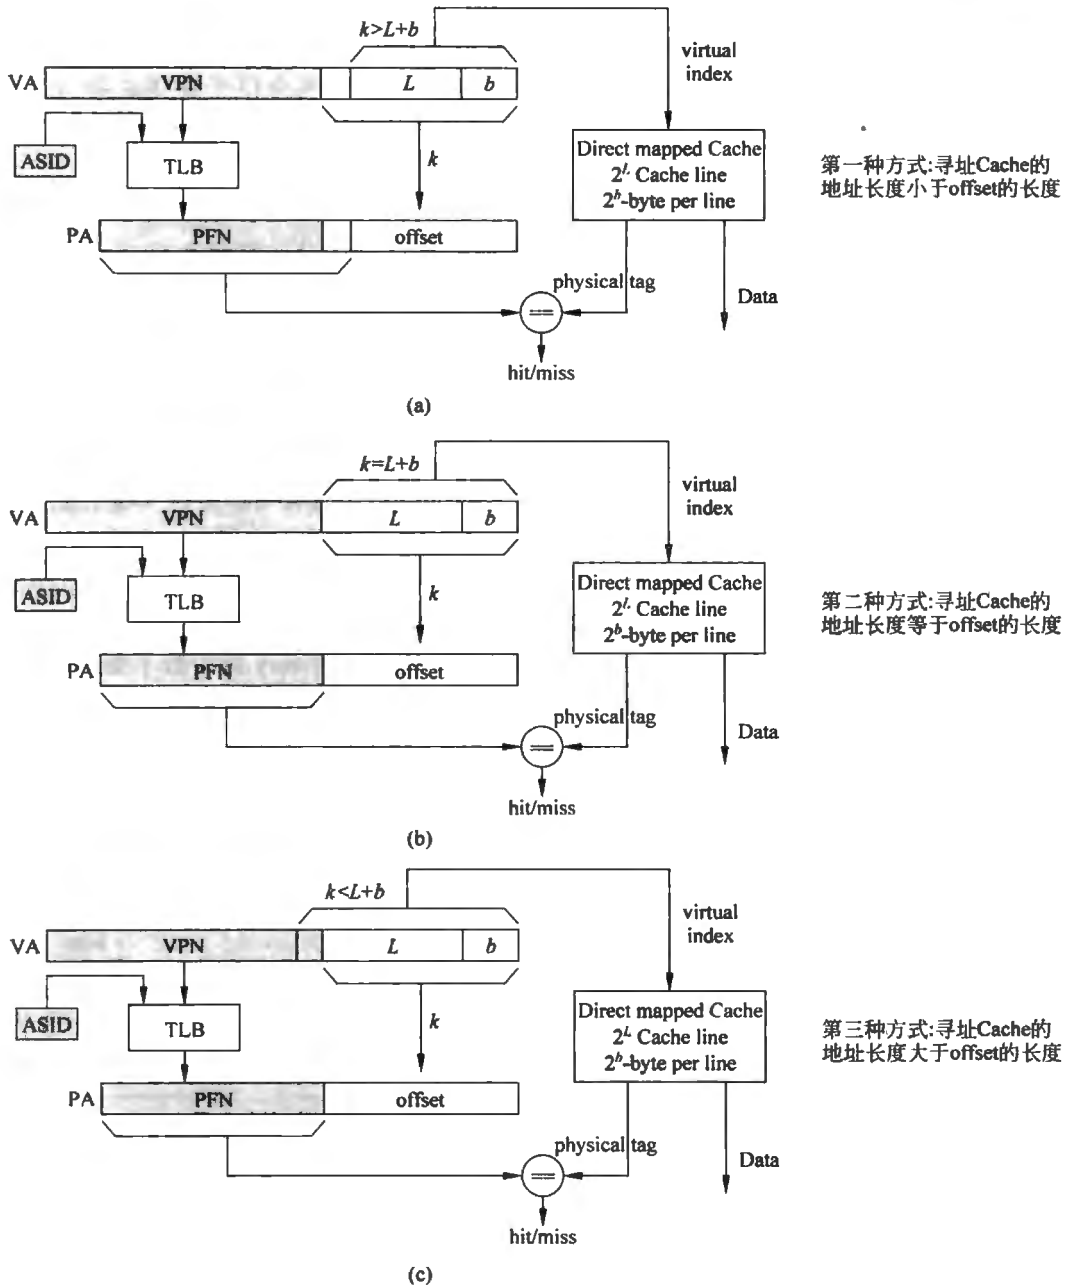 k>L+b
virtual
index
VA VPN L b
ASID
TLB
k
Direct mapped Cache
2^L Cache line
2^b-byte per line
第一种方式:寻址Cache的
地址长度小于offset的长度
PA PFN offset
physical tag
Data
==
hit/miss
(a)
k=L+b
virtual
index
VA VPN L b
ASID
TLB
k
Direct mapped Cache
2^L Cache line
2^b-byte per line
第二种方式:寻址Cache的
地址长度等于offset的长度
PA PFN offset
physical tag
Data
==
hit/miss
(b)
k<L+b
virtual
index
VA VPN L b
ASID
TLB
k
Direct mapped Cache
2^L Cache line
2^b-byte per line
第三种方式:寻址Cache的
地址长度大于offset的长度
PA PFN offset
physical tag
Data
==
hit/miss
(c)